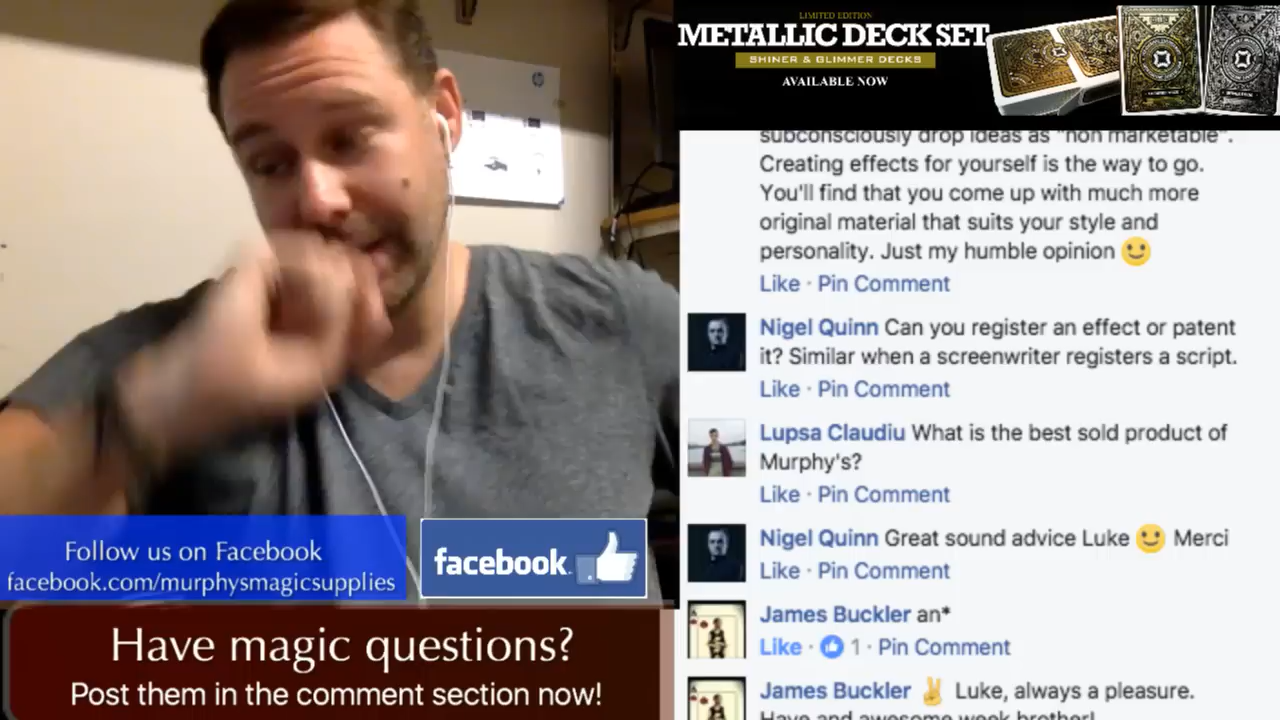 LIMITED EDITION
METALLIC DECK SET
SHINER & GLIMMER DECKS
AVAILABLE NOW
subconsciously drop ideas as "non marketable".
Creating effects for yourself is the way to go.
You'll find that you come up with much more
original material that suits your style and
personality. Just my humble opinion 🙂
Like · Pin Comment
Nigel Quinn Can you register an effect or patent
it? Similar when a screenwriter registers a script.
Like · Pin Comment
Lupsa Claudiu What is the best sold product of
Murphy's?
Like · Pin Comment
Nigel Quinn Great sound advice Luke 🙂 Merci
Like · Pin Comment
James Buckler an*
Like · 1 · Pin Comment
James Buckler ✌ Luke, always a pleasure.
Have and awesome week brother!
Follow us on Facebook
facebook.com/murphysmagicsupplies
facebook.
Have magic questions?
Post them in the comment section now!
hp